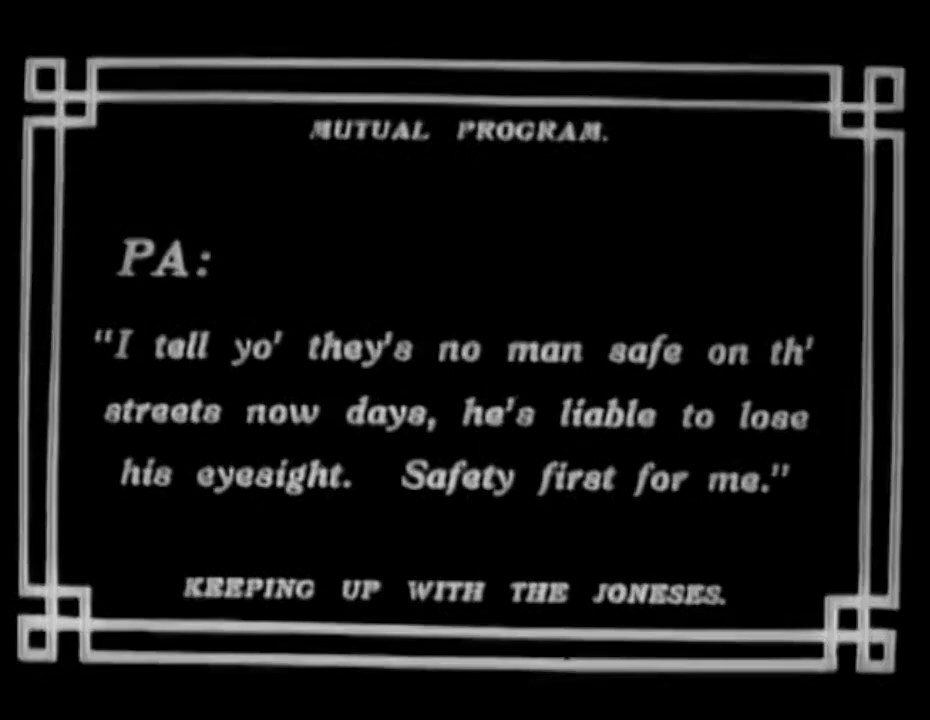 MUTUAL PROGRAM.
PA:
"I tell yo' they's no man safe on th'
streets now days, he's liable to lose
his eyesight. Safety first for me."
KEEPING UP WITH THE JONESES.